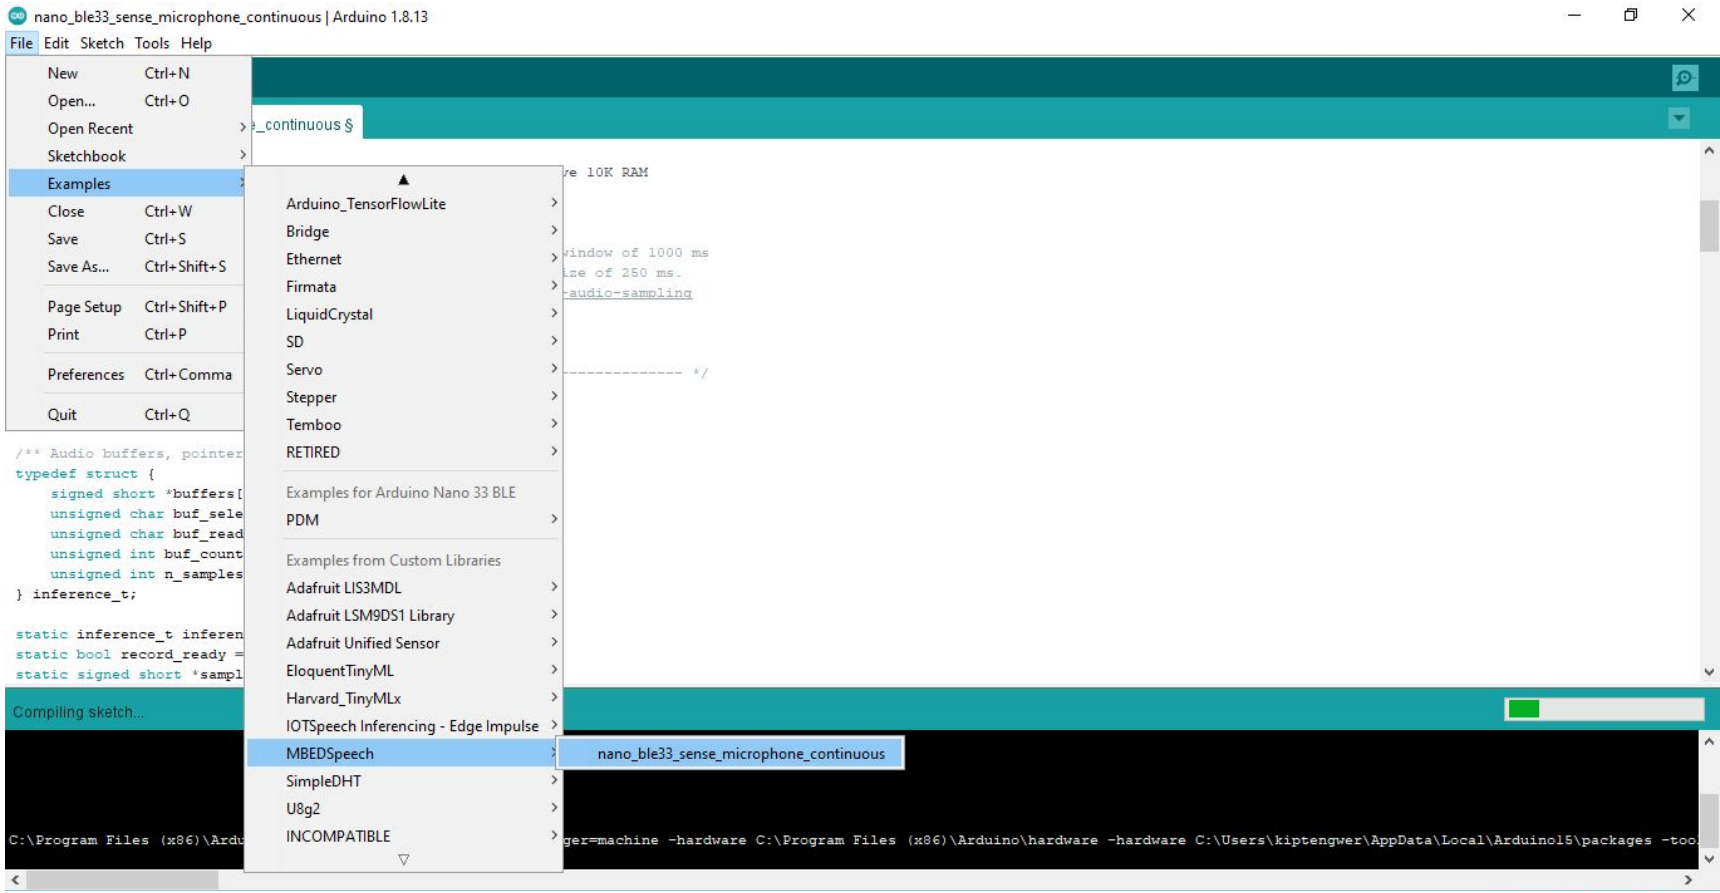 nano_ble33_sense_microphone_continuous | Arduino 1.8.13
File Edit Sketch Tools Help
New Ctrl+N
Open... Ctrl+O
Open Recent
Sketchbook
Examples
Close Ctrl+W
Save Ctrl+S
Save As... Ctrl+Shift+S
Page Setup Ctrl+Shift+P
Print Ctrl+P
Preferences Ctrl+Comma
Quit Ctrl+Q
_continuous §
Arduino_TensorFlowLite
Bridge
Ethernet
Firmata
LiquidCrystal
SD
Servo
Stepper
Temboo
RETIRED
Examples for Arduino Nano 33 BLE
PDM
Examples from Custom Libraries
Adafruit LIS3MDL
Adafruit LSM9DS1 Library
Adafruit Unified Sensor
EloquentTinyML
Harvard_TinyMLx
IOTSpeech Inferencing - Edge Impulse
MBEDSpeech
SimpleDHT
U8g2
INCOMPATIBLE
nano_ble33_sense_microphone_continuous
10K RAM
window of 1000 ms
ize of 250 ms.
-audio-sampling
-------------- */
/** Audio buffers, pointer
typedef struct {
signed short *buffers[
unsigned char buf_sele
unsigned char buf_read
unsigned int buf_count
unsigned int n_samples
} inference_t;
static inference_t inferen
static bool record_ready =
static signed short *sampl
Compiling sketch...
C:\Program Files (x86)\Ardu
ger=machine -hardware C:\Program Files (x86)\Arduino\hardware -hardware C:\Users\kiptengwer\AppData\Local\Arduino15\packages -too